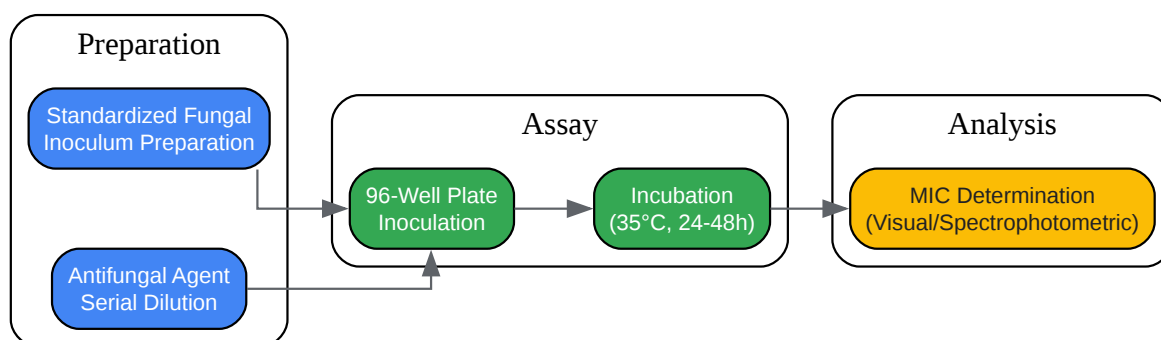 Preparation
Standardized Fungal
Inoculum Preparation
Antifungal Agent
Serial Dilution
Assay
96-Well Plate
Inoculation
Incubation
(35°C, 24-48h)
Analysis
MIC Determination
(Visual/Spectrophotometric)